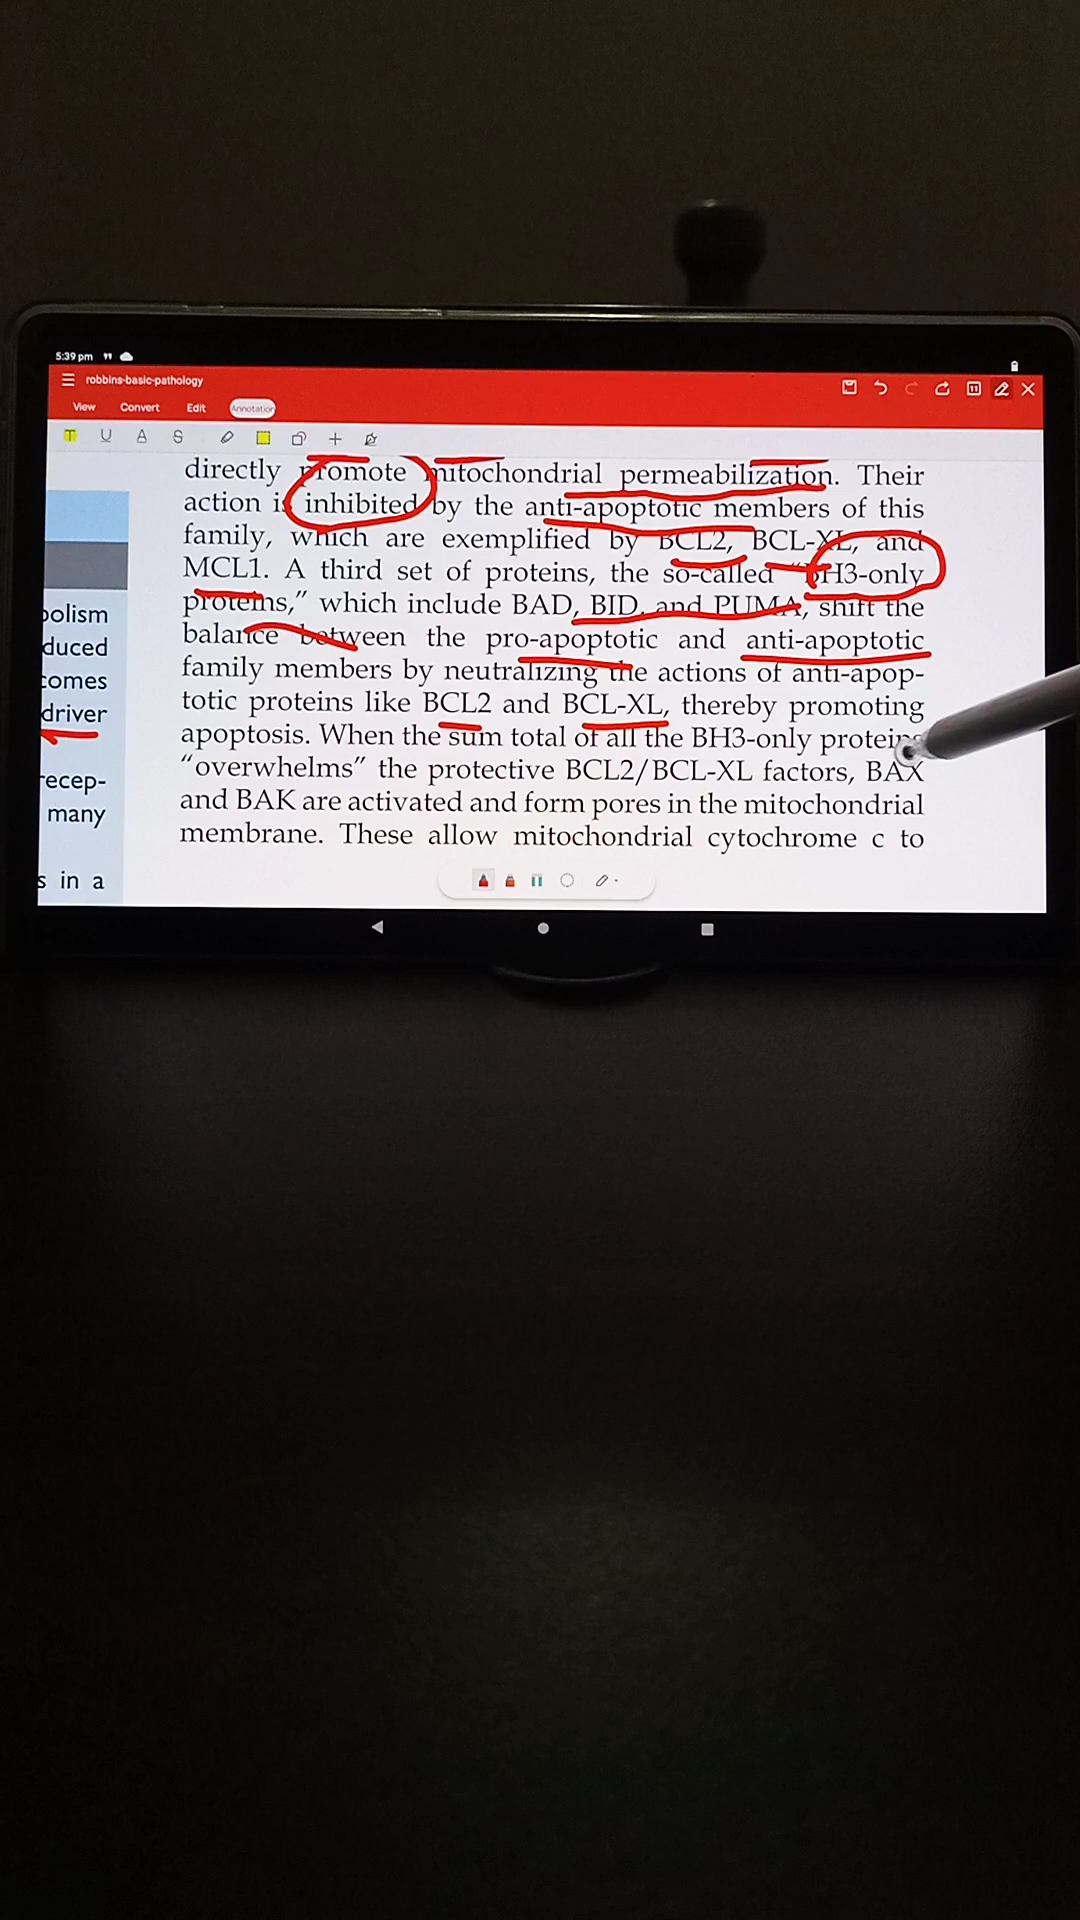 5:39 pm
robbins-basic-pathology
View Convert Edit Annotation
T U A S
directly promote mitochondrial permeabilization. Their
action is inhibited by the anti-apoptotic members of this
family, which are exemplified by BCL2, BCL-XL, and
MCL1. A third set of proteins, the so-called “BH3-only
proteins,” which include BAD, BID, and PUMA, shift the
balance between the pro-apoptotic and anti-apoptotic
family members by neutralizing the actions of anti-apop-
totic proteins like BCL2 and BCL-XL, thereby promoting
apoptosis. When the sum total of all the BH3-only proteins
“overwhelms” the protective BCL2/BCL-XL factors, BAX
and BAK are activated and form pores in the mitochondrial
membrane. These allow mitochondrial cytochrome c to
bolism
duced
comes
driver
recep-
many
s in a